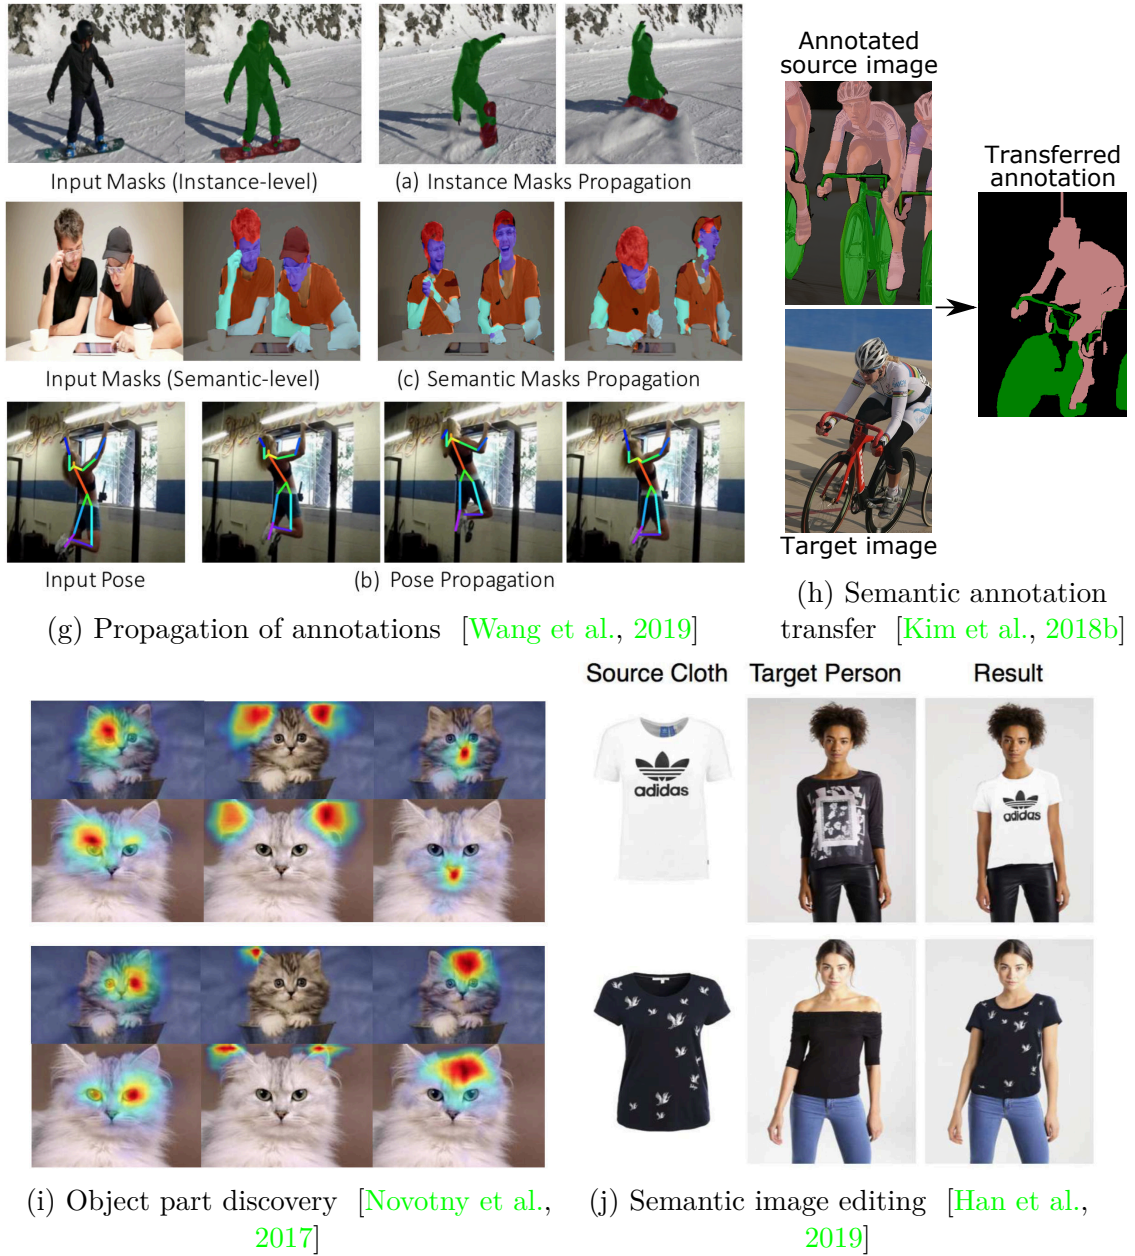 Input Masks (Instance-level)
(a) Instance Masks Propagation
Input Masks (Semantic-level)
(c) Semantic Masks Propagation
Input Pose
(b) Pose Propagation
(g) Propagation of annotations [Wang et al., 2019]
Annotated
source image
Transferred
annotation
Target image
(h) Semantic annotation
transfer [Kim et al., 2018b]
(i) Object part discovery [Novotny et al.,
2017]
Source Cloth
Target Person
Result
adidas
adidas
(j) Semantic image editing [Han et al.,
2019]